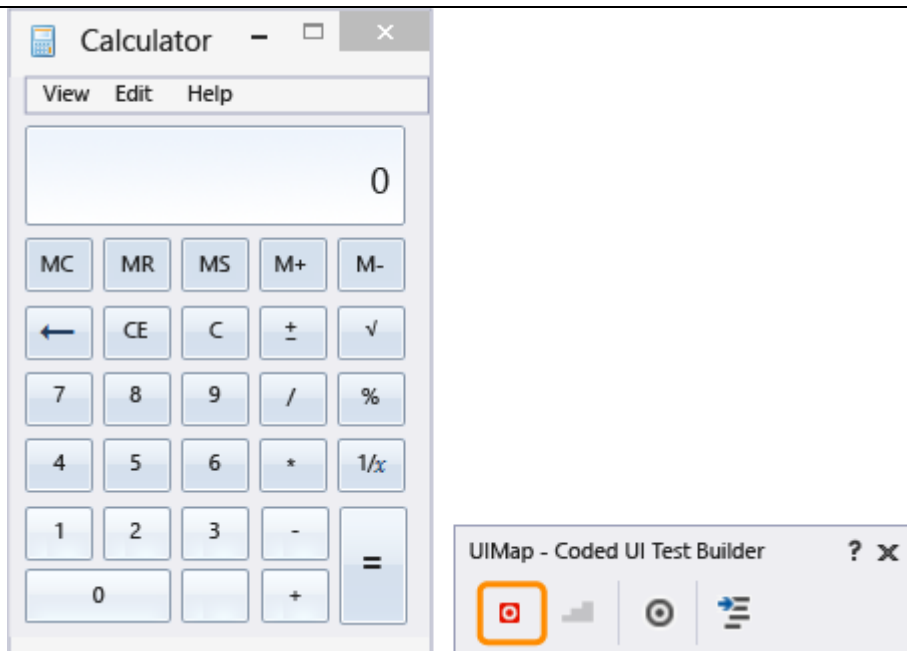 Calculator
View Edit Help
0
MC MR MS M+ M-
← CE C ± √
7 8 9 / %
4 5 6 * 1/x
1 2 3 - =
0 +
UIMap - Coded UI Test Builder ?